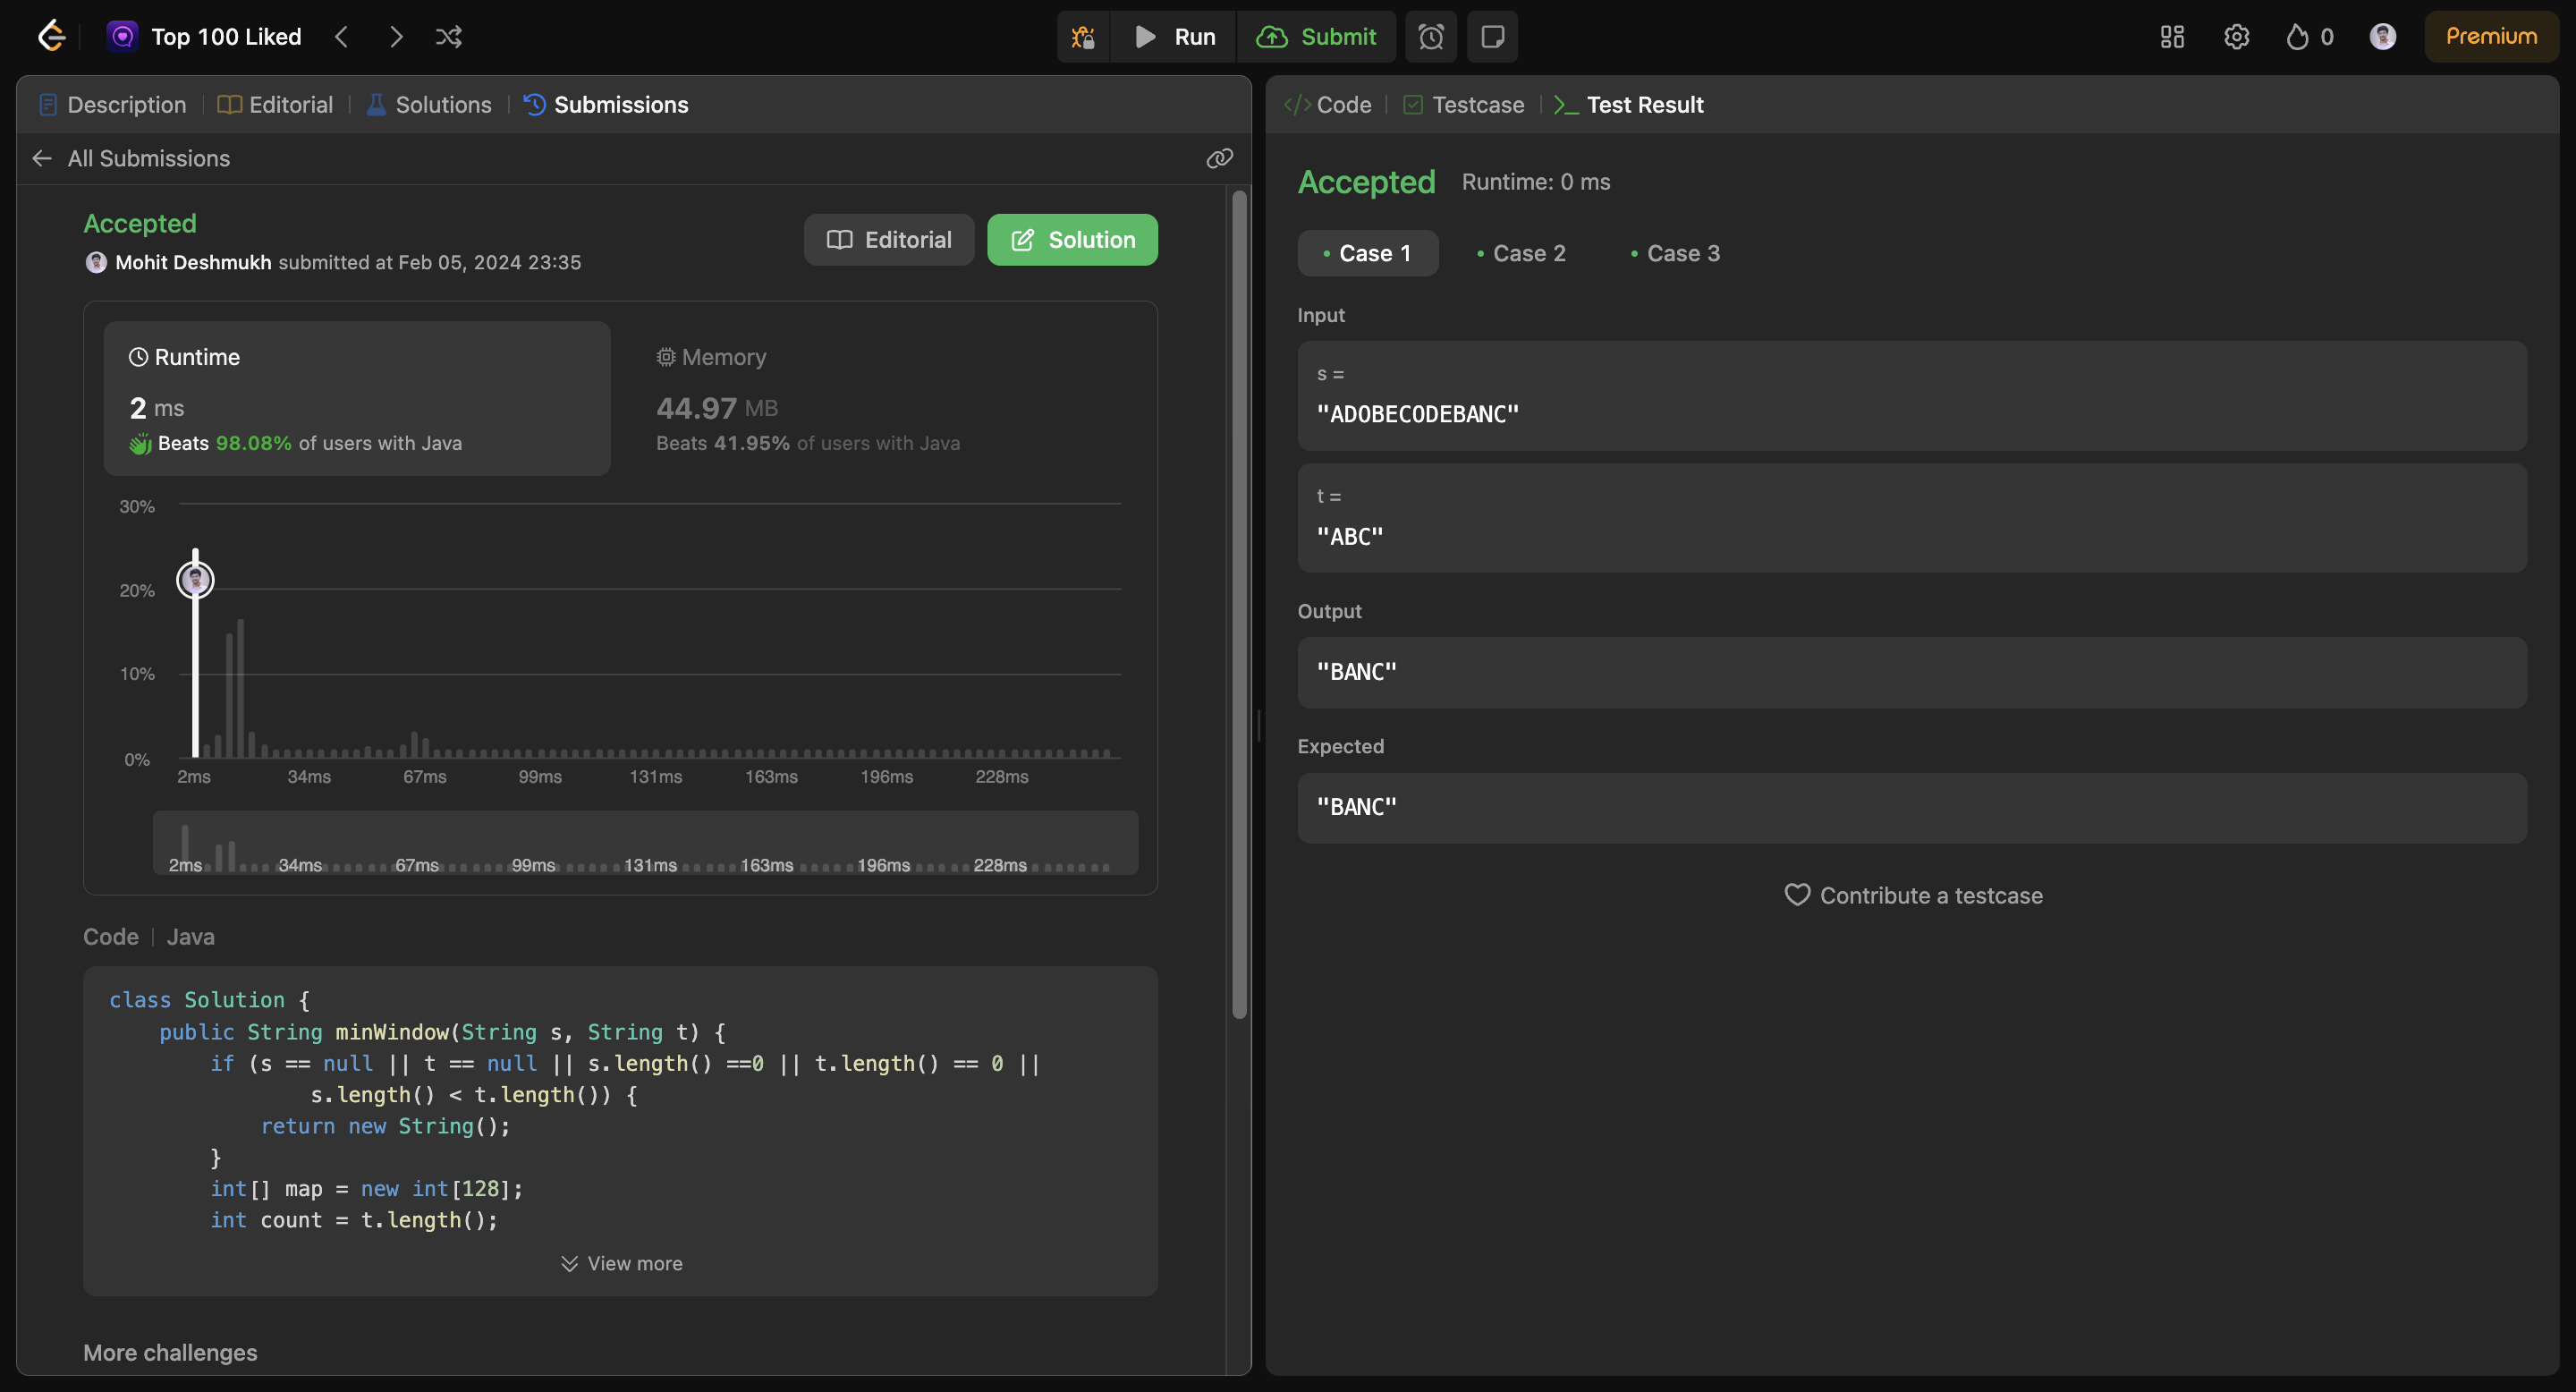 Top 100 Liked
Run
Submit
0
Premium
Description
Editorial
Solutions
Submissions
All Submissions
Accepted
Mohit Deshmukh submitted at Feb 05, 2024 23:35
Editorial
Solution
Runtime
2 ms
Beats 98.08% of users with Java
Memory
44.97 MB
Beats 41.95% of users with Java
30%
20%
10%
0%
2ms 34ms 67ms 99ms 131ms 163ms 196ms 228ms
2ms 34ms 67ms 99ms 131ms 163ms 196ms 228ms
Code | Java
class Solution {
    public String minWindow(String s, String t) {
        if (s == null || t == null || s.length() ==0 || t.length() == 0 ||
                s.length() < t.length()) {
            return new String();
        }
        int[] map = new int[128];
        int count = t.length();
View more
More challenges
Code
Testcase
>_ Test Result
Accepted
Runtime: 0 ms
• Case 1
• Case 2
• Case 3
Input
s =
"ADOBECODEBANC"
t =
"ABC"
Output
"BANC"
Expected
"BANC"
Contribute a testcase